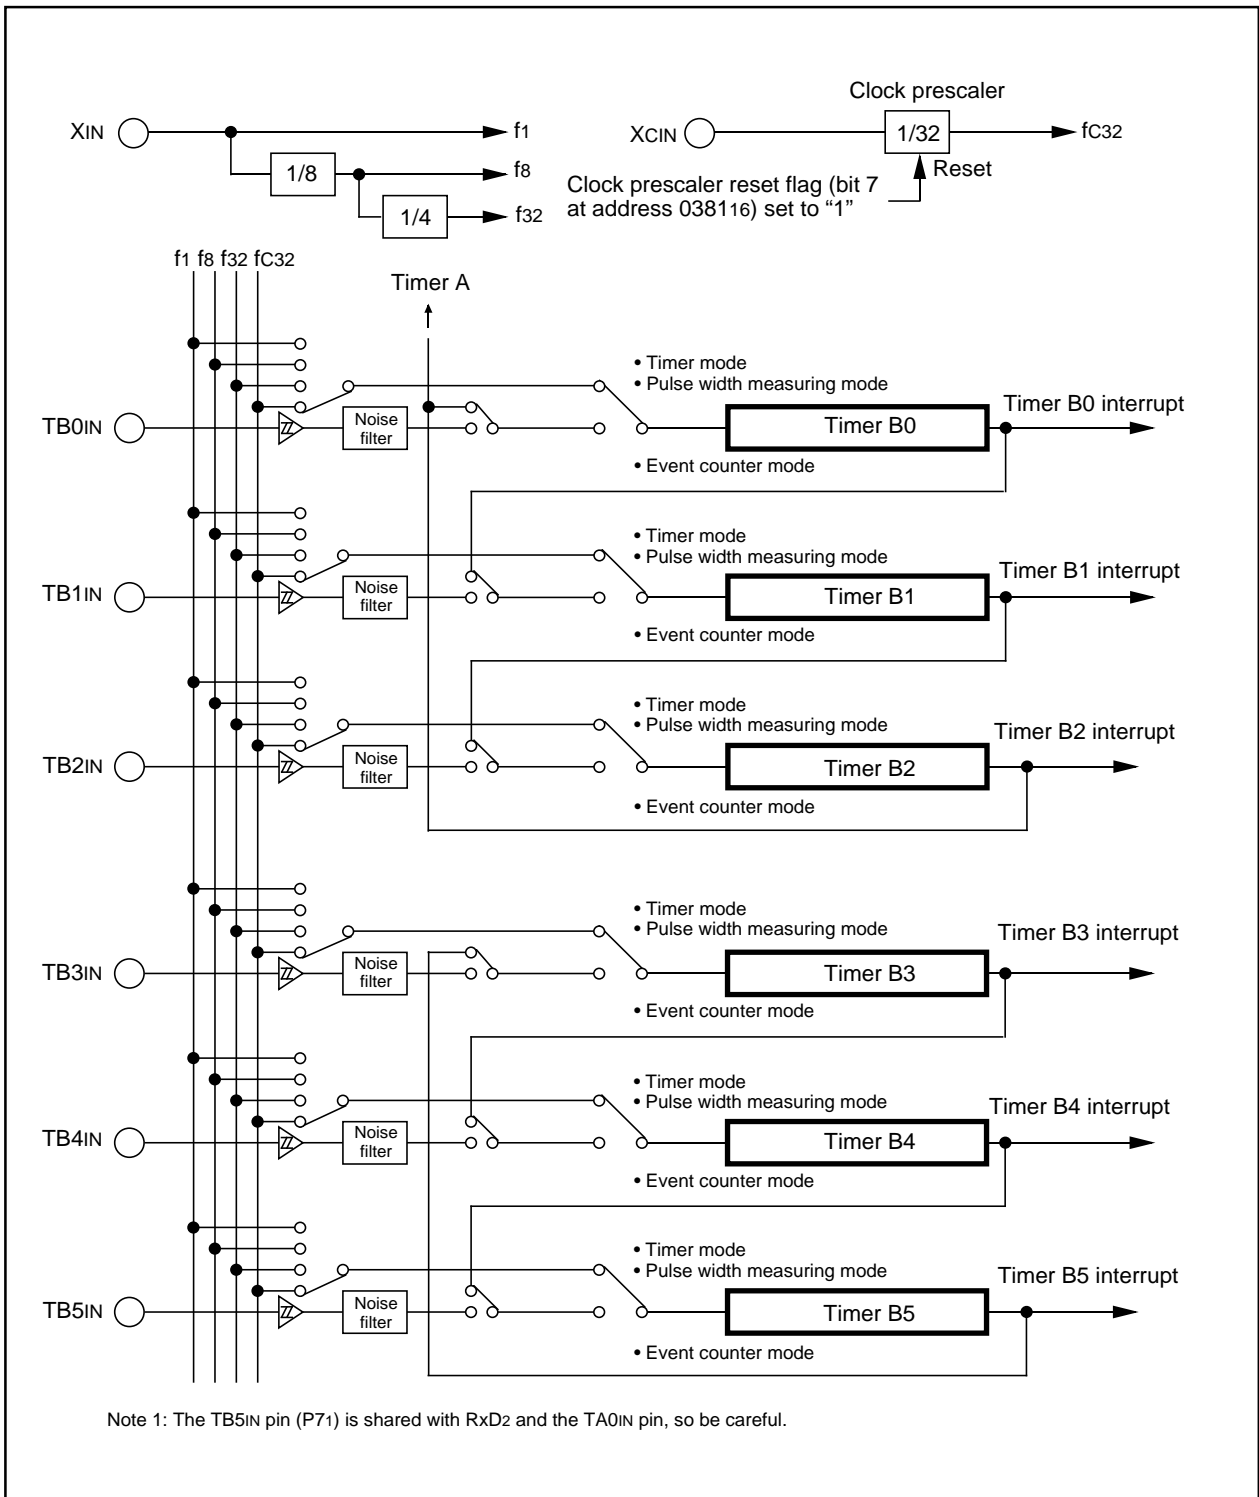 Clock prescaler
XIN
f1
XCIN
1/32
fC32
1/8
f8
Reset
Clock prescaler reset flag (bit 7
at address 038116) set to “1”
1/4
f32
f1 f8 f32 fC32
Timer A
• Timer mode
• Pulse width measuring mode
TB0IN
Noise
filter
Timer B0
Timer B0 interrupt
• Event counter mode
• Timer mode
• Pulse width measuring mode
TB1IN
Noise
filter
Timer B1
Timer B1 interrupt
• Event counter mode
• Timer mode
• Pulse width measuring mode
TB2IN
Noise
filter
Timer B2
Timer B2 interrupt
• Event counter mode
• Timer mode
• Pulse width measuring mode
TB3IN
Noise
filter
Timer B3
Timer B3 interrupt
• Event counter mode
• Timer mode
• Pulse width measuring mode
TB4IN
Noise
filter
Timer B4
Timer B4 interrupt
• Event counter mode
• Timer mode
• Pulse width measuring mode
TB5IN
Noise
filter
Timer B5
Timer B5 interrupt
• Event counter mode
Note 1: The TB5IN pin (P71) is shared with RxD2 and the TA0IN pin, so be careful.